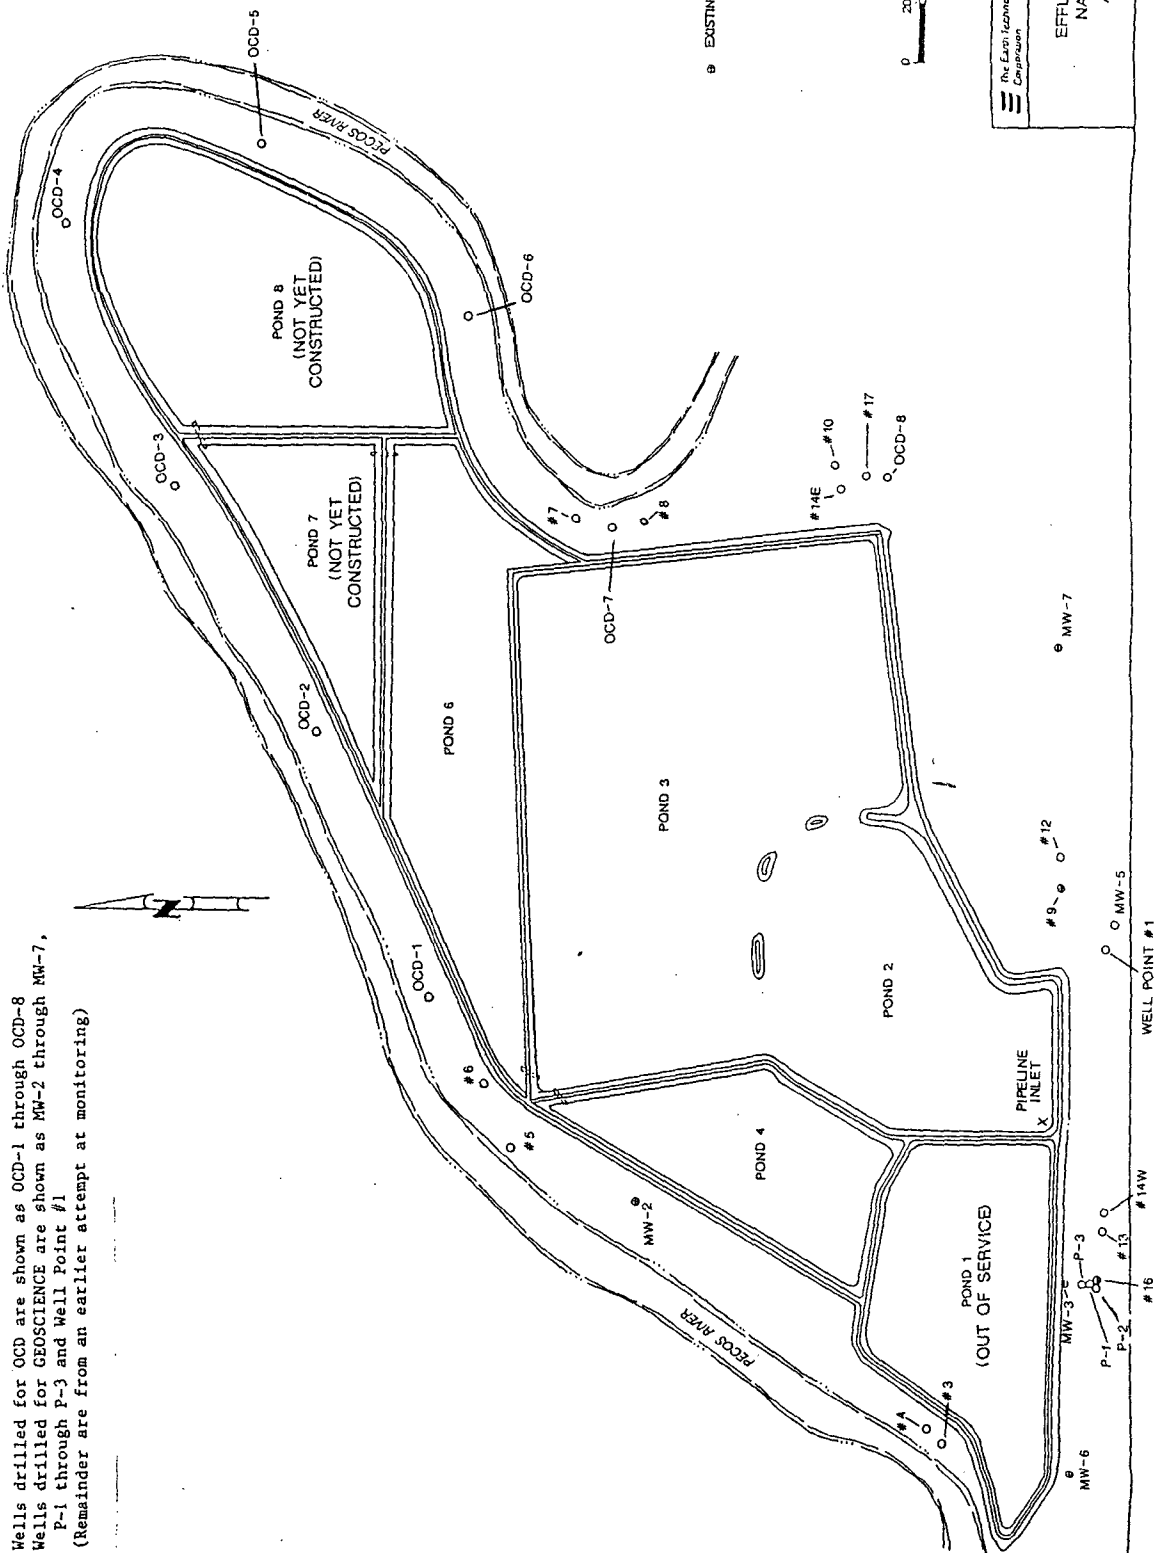 Wells drilled for OCD are shown as OCD-1 through OCD-8
Wells drilled for GEOSCIENCE are shown as MW-2 through MW-7,
P-1 through P-3 and Well Point #1
(Remainder are from an earlier attempt at monitoring)
N
OCD-5
OCD-4
PECOS RIVER
POND 8
(NOT YET
CONSTRUCTED)
OCD-6
OCD-3
POND 7
(NOT YET
CONSTRUCTED)
#7
#8
OCD-7
#10
#14E
#17
OCD-8
OCD-2
POND 6
POND 3
MW-7
OCD-1
#6
#5
#12
#9
MW-5
WELL POINT #1
POND 2
PIPELINE
INLET
X
POND 4
MW-2
PECOS RIVER
POND 1
(OUT OF SERVICE)
#14W
#13
P-3
MW-3
#16
P-2
P-1
#A
#3
MW-6
⊕ EXISTIN
0
20
The Earth Technology
Corporation
EFFL
NA